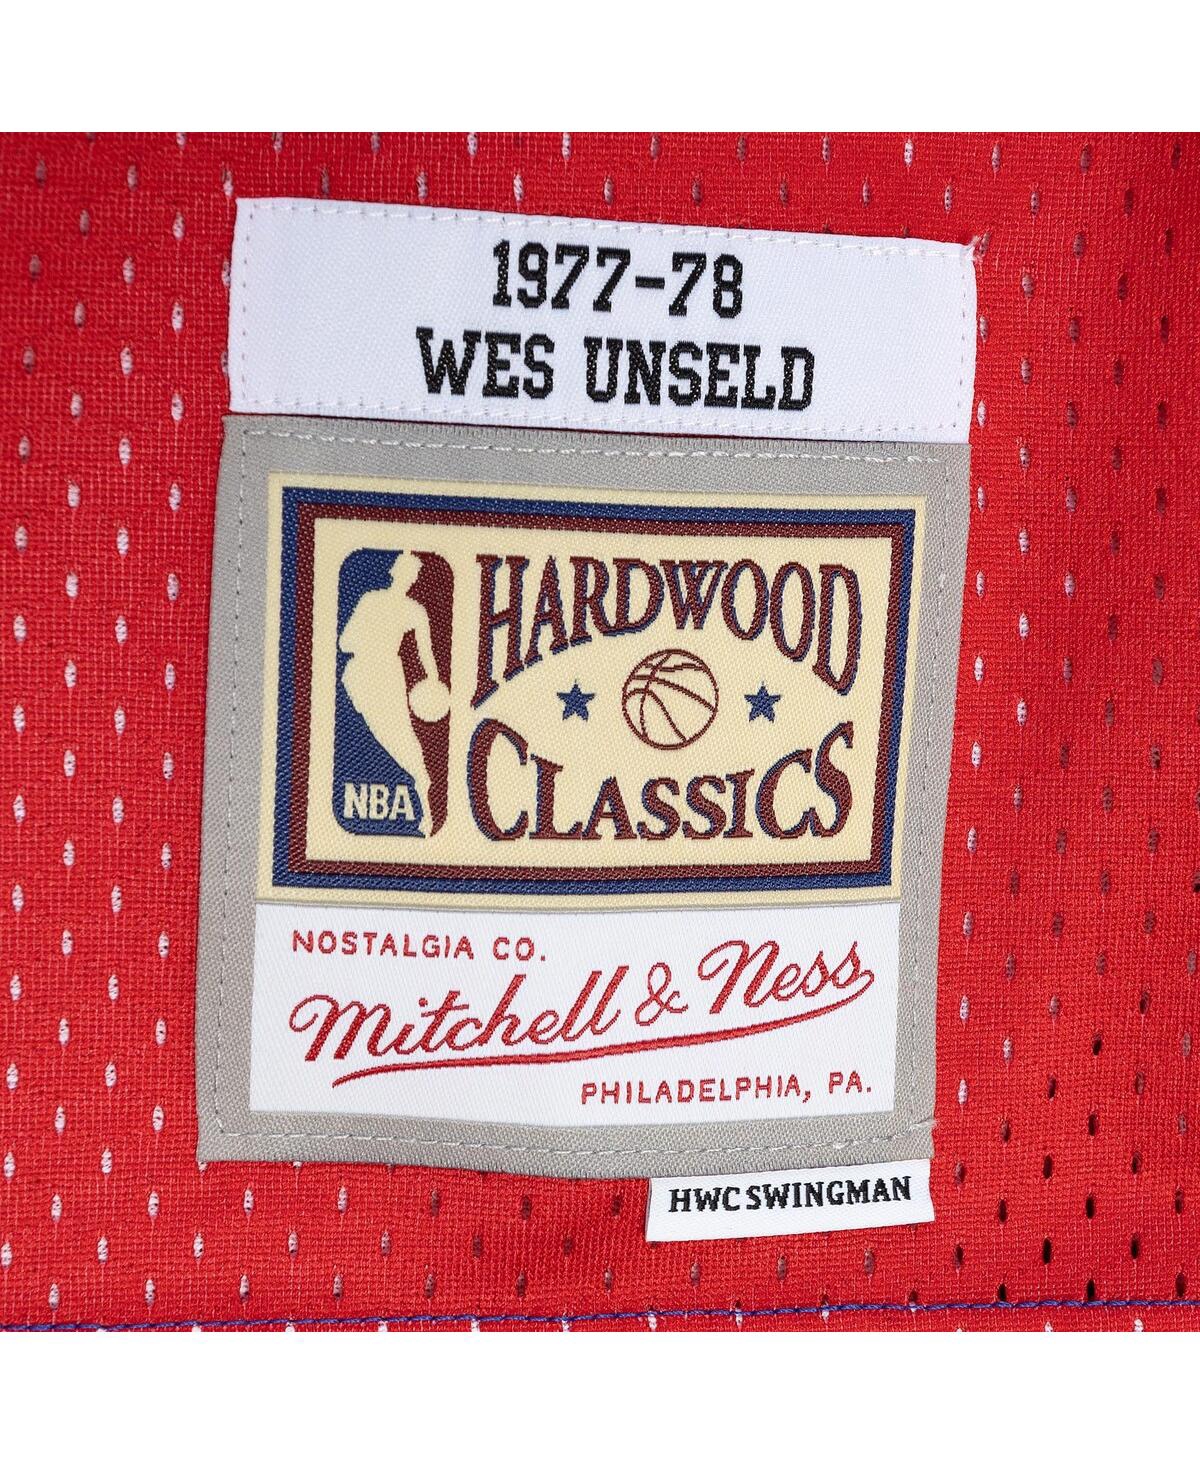 1977-78
WES UNSELD
HARDWOOD
CLASSICS
NBA
NOSTALGIA CO.
Mitchell & Ness
PHILADELPHIA, PA.
HWC SWINGMAN